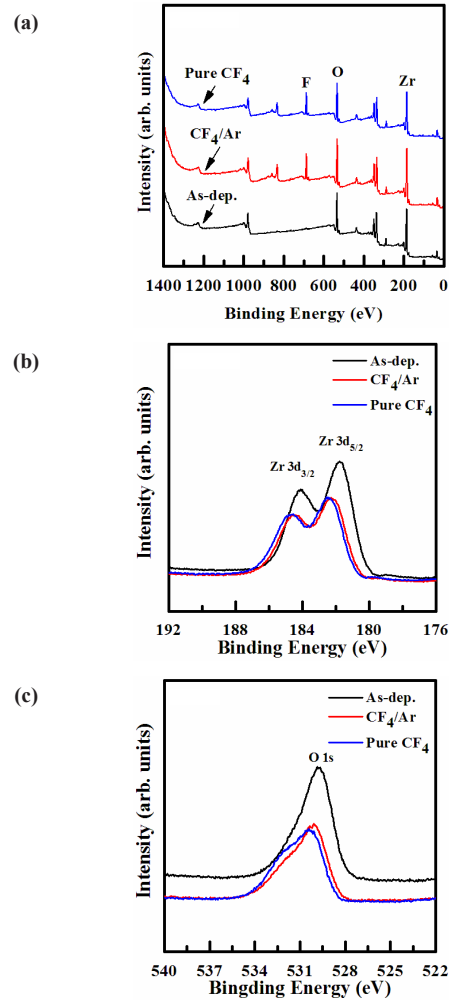 (a)
Pure CF4
F
O
Zr
CF4/Ar
As-dep.
Intensity (arb. units)
1400 1200 1000 800 600 400 200 0
Binding Energy (eV)
(b)
As-dep.
CF4/Ar
Pure CF4
Zr 3d5/2
Zr 3d3/2
Intensity (arb. units)
192 188 184 180 176
Binding Energy (eV)
(c)
As-dep.
CF4/Ar
Pure CF4
O 1s
Intensity (arb. units)
540 537 534 531 528 525 522
Bingding Energy (eV)